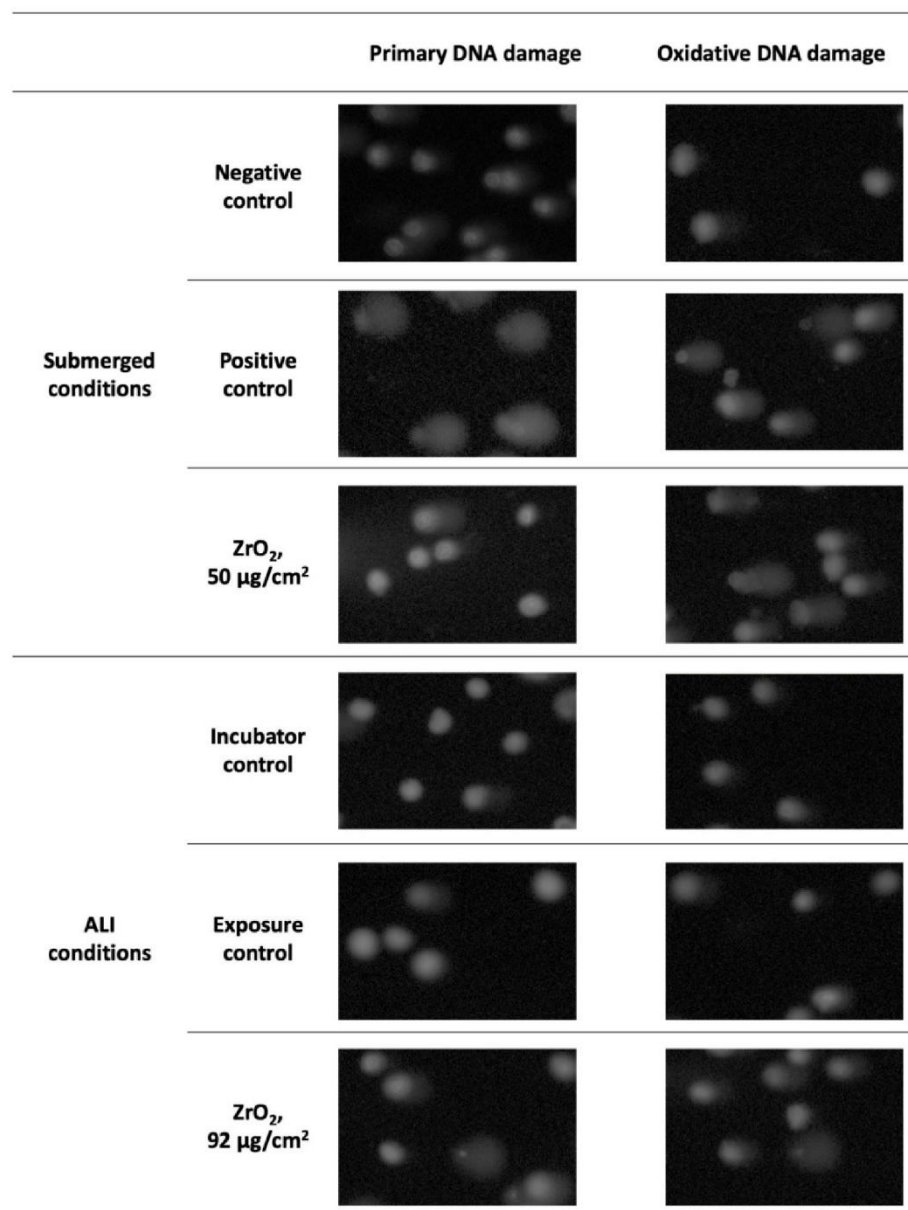 Primary DNA damage
Oxidative DNA damage
Negative
control
Submerged
conditions
Positive
control
ZrO₂,
50 µg/cm²
Incubator
control
ALI
conditions
Exposure
control
ZrO₂,
92 µg/cm²